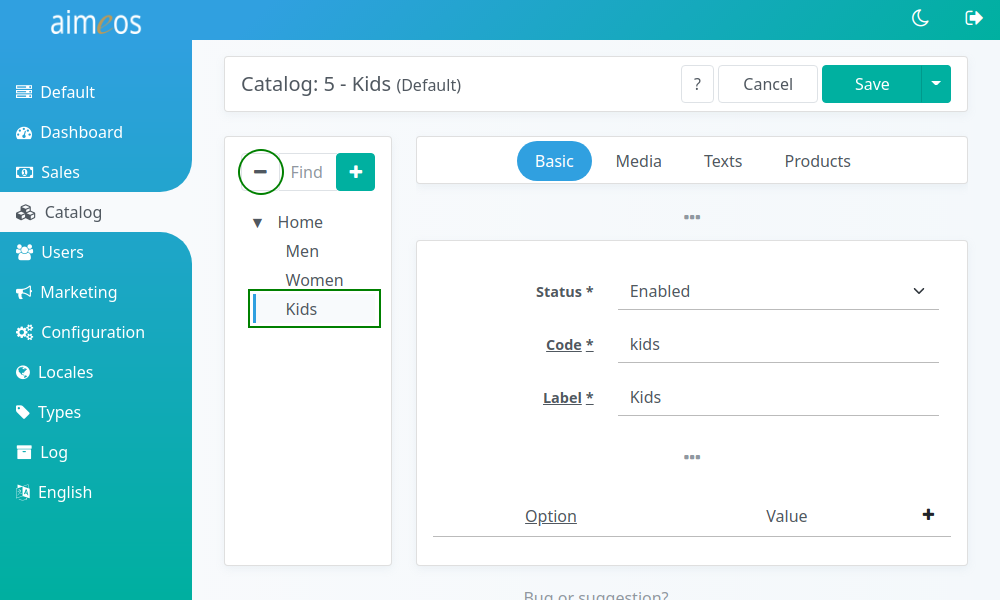 aimeos
Default
Dashboard
Sales
Catalog
Users
Marketing
Configuration
Locales
Types
Log
English
Catalog: 5 - Kids (Default)
? Cancel Save
Find
Home
Men
Women
Kids
Basic Media Texts Products
Status * Enabled
Code * kids
Label * Kids
Option Value
Bug or suggestion?